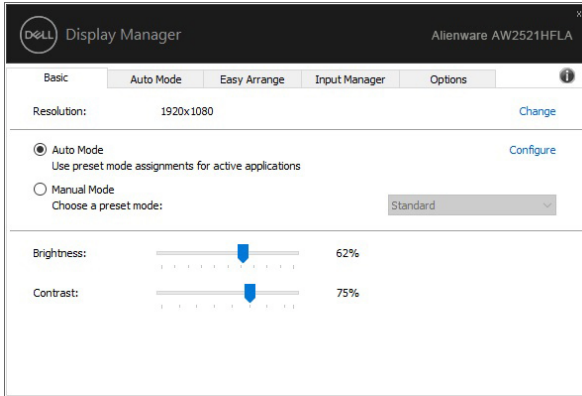 DELL Display Manager Alienware AW2521HFLA
x
Basic Auto Mode Easy Arrange Input Manager Options i
Resolution: 1920x1080 Change
Auto Mode Configure
Use preset mode assignments for active applications
Manual Mode
Choose a preset mode: Standard
Brightness: 62%
Contrast: 75%